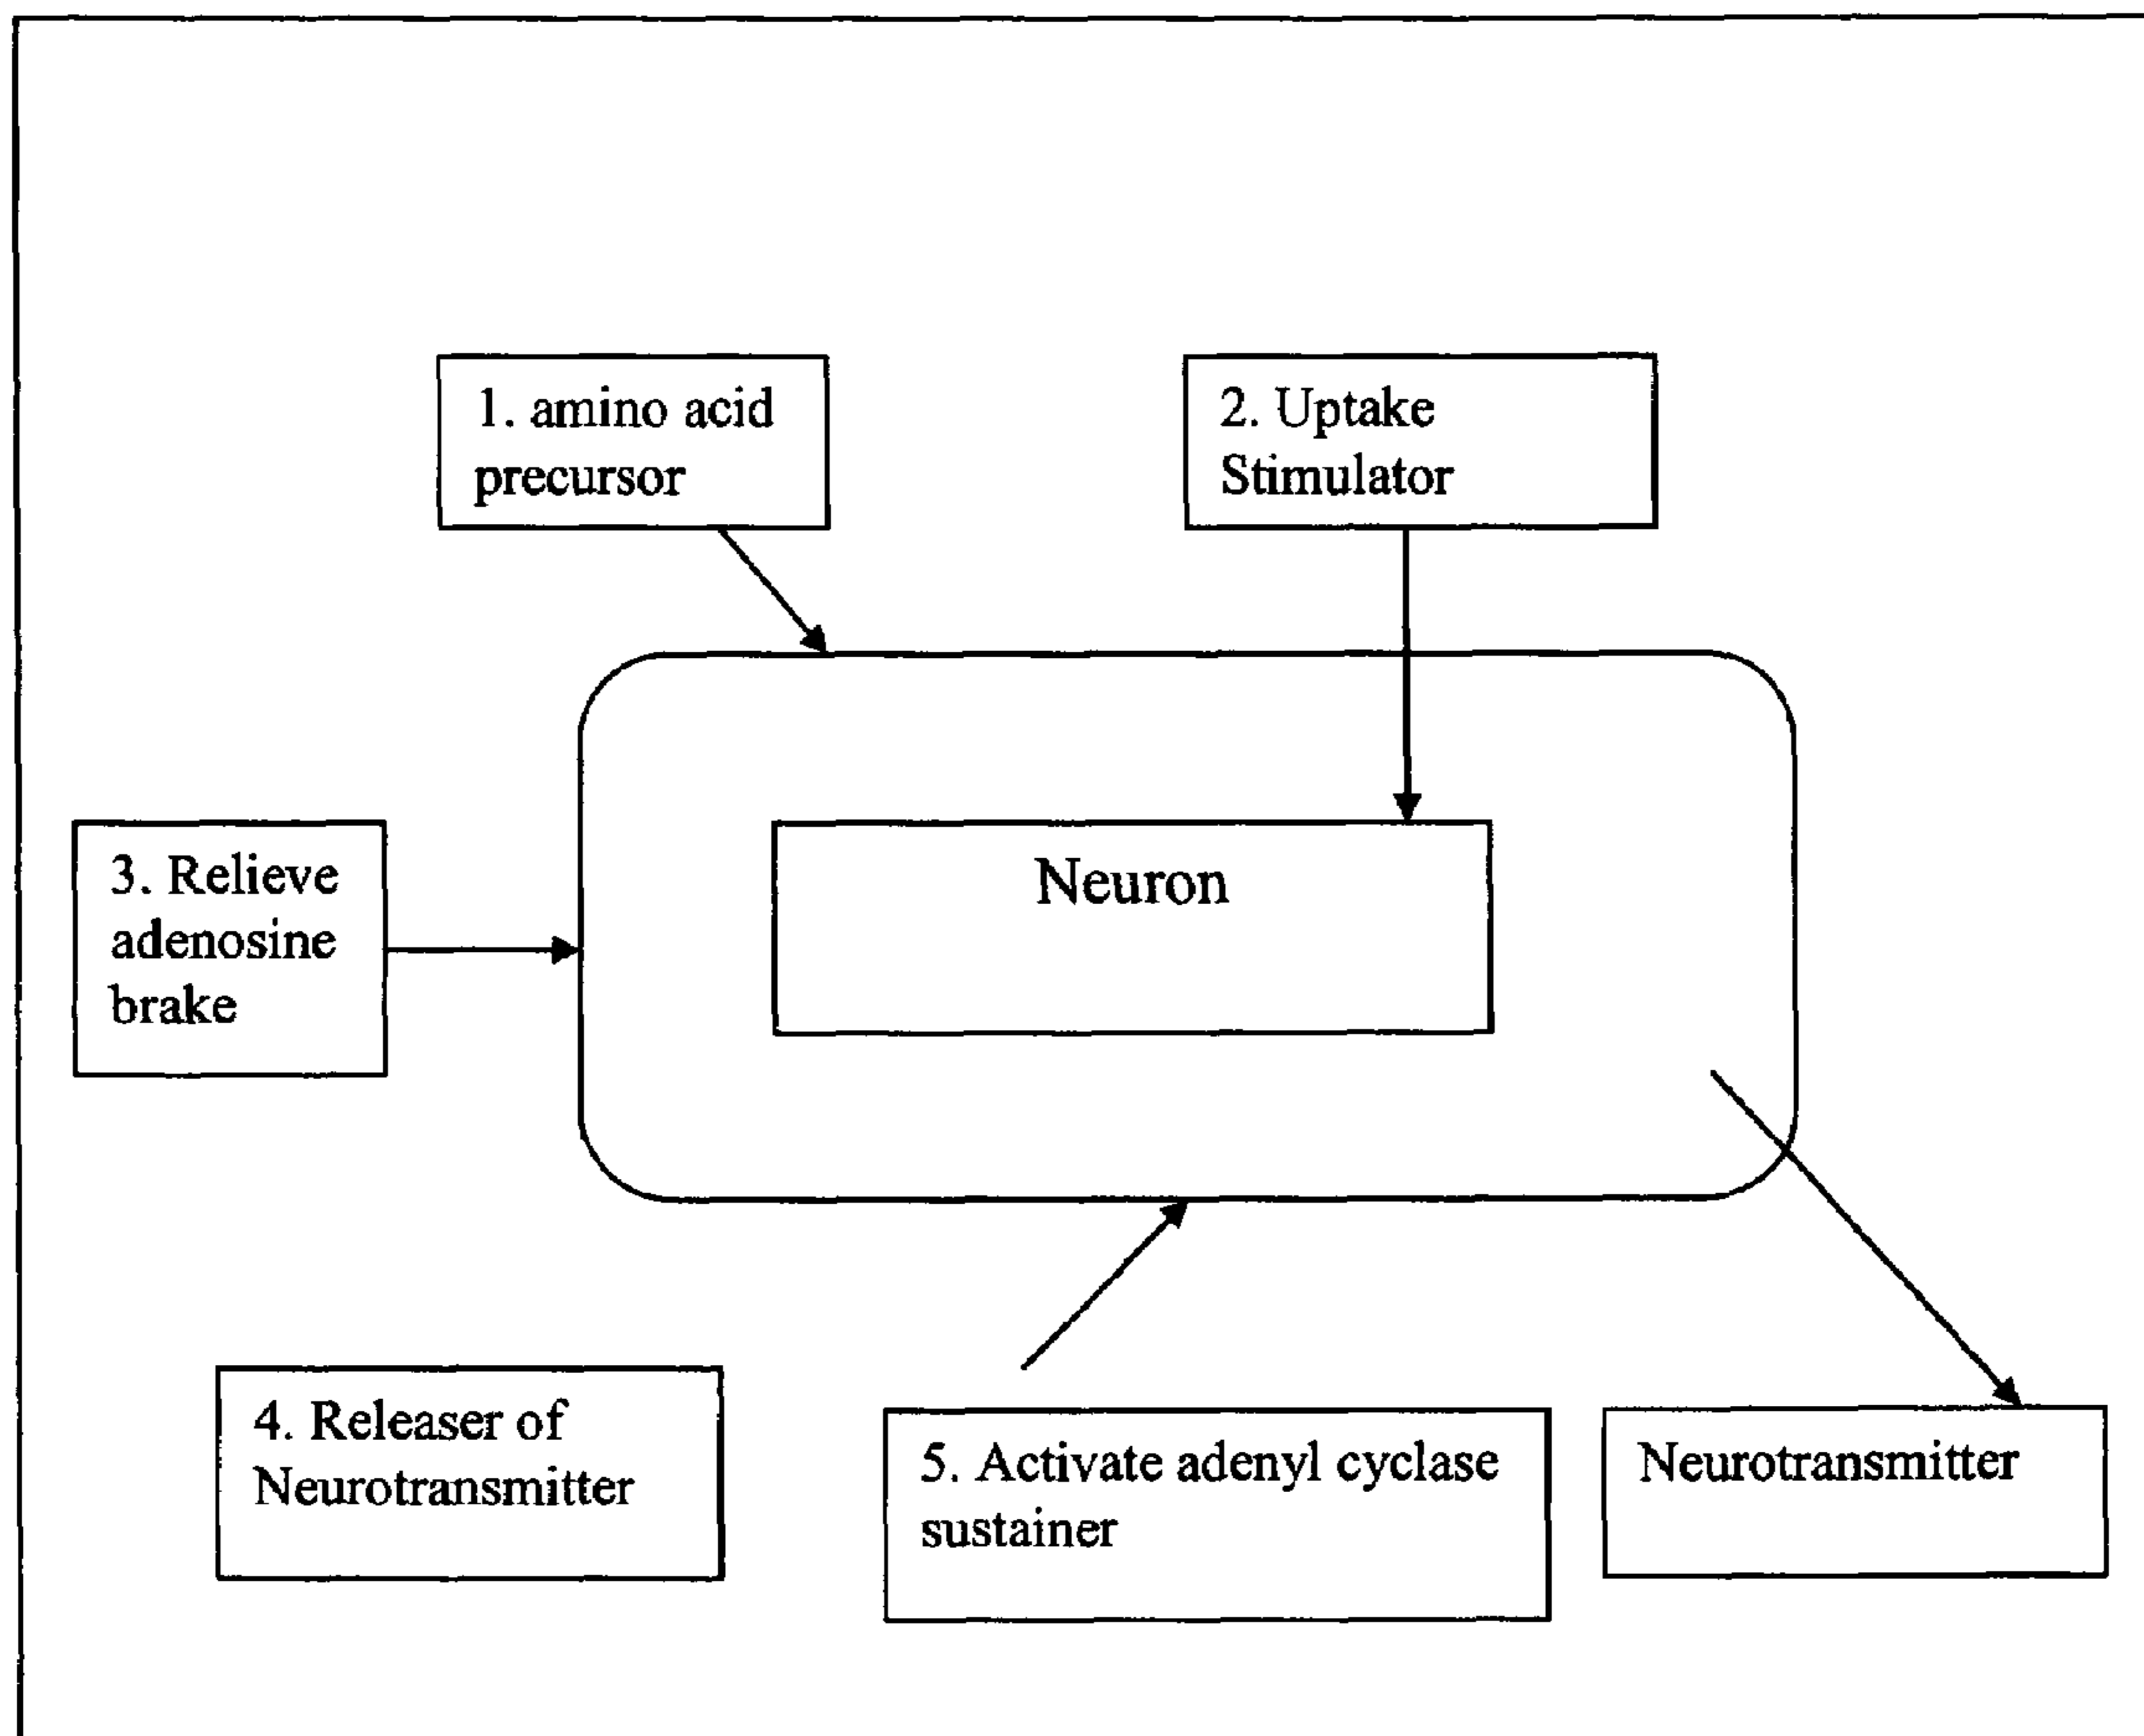 1. amino acid
precursor
2. Uptake
Stimulator
3. Relieve
adenosine
brake
Neuron
4. Releaser of
Neurotransmitter
5. Activate adenyl cyclase
sustainer
Neurotransmitter